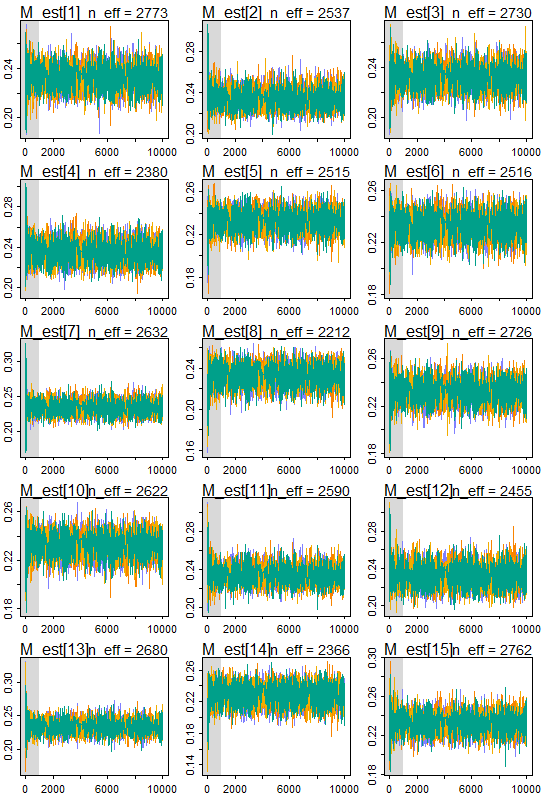 M_est[1] n_eff = 2773
M_est[2] n_eff = 2537
M_est[3] n_eff = 2730
0.20 0.24
0.20 0.24 0.28
0.20 0.24
0 2000 6000 10000
0 2000 6000 10000
0 2000 6000 10000
M_est[4] n_eff = 2380
M_est[5] n_eff = 2515
M_est[6] n_eff = 2516
0.20 0.24 0.28
0.18 0.22 0.26
0.18 0.22 0.26
0 2000 6000 10000
0 2000 6000 10000
0 2000 6000 10000
M_est[7] n_eff = 2632
M_est[8] n_eff = 2212
M_est[9] n_eff = 2726
0.20 0.25 0.30
0.16 0.20 0.24
0.18 0.22 0.26
0 2000 6000 10000
0 2000 6000 10000
0 2000 6000 10000
M_est[10]n_eff = 2622
M_est[11]n_eff = 2590
M_est[12]n_eff = 2455
0.18 0.22 0.26
0.20 0.24 0.28
0.20 0.24 0.28
0 2000 6000 10000
0 2000 6000 10000
0 2000 6000 10000
M_est[13]n_eff = 2680
M_est[14]n_eff = 2366
M_est[15]n_eff = 2762
0.20 0.25 0.30
0.14 0.18 0.22 0.26
0.18 0.22 0.26 0.30
0 2000 6000 10000
0 2000 6000 10000
0 2000 6000 10000